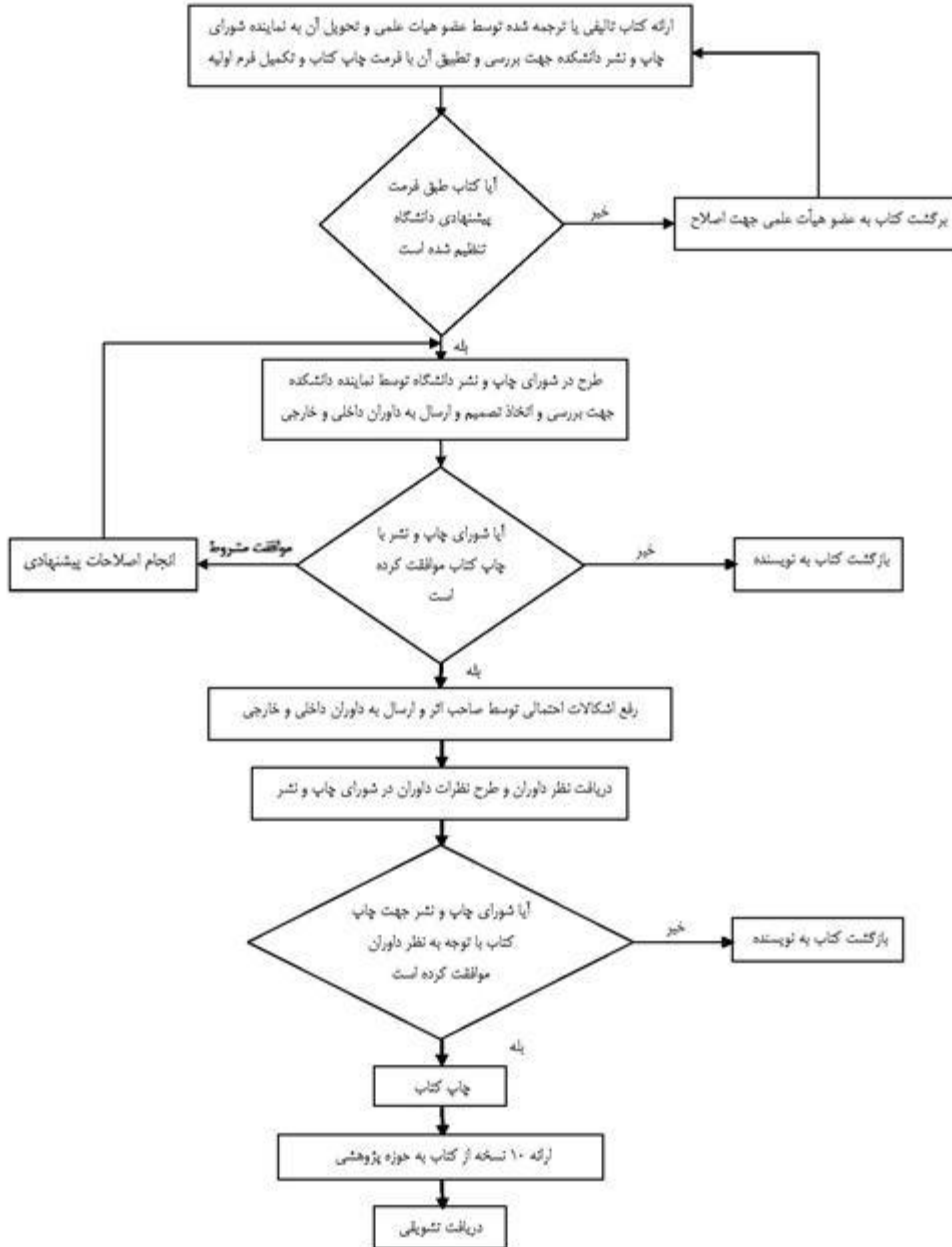 ارائه کتاب تالیفی یا ترجمه شده توسط عضو هیات علمی و تحویل آن به نماینده شورای
چاپ و نشر دانشکده جهت بررسی و تطبیق آن با فرمت چاپ کتاب و تکمیل فرم اولیه
آیا کتاب طبق فرمت
پیشنهادی دانشگاه
تنظیم شده است
خیر
برگشت کتاب به عضو هیأت علمی جهت اصلاح
بله
طرح در شورای چاپ و نشر دانشگاه توسط نماینده دانشکده
جهت بررسی و اتخاذ تصمیم و ارسال به داوران داخلی و خارجی
آیا شورای چاپ و نشر با
چاپ کتاب موافقت کرده
است
خیر
بازگشت کتاب به نویسنده
موافقت مشروط
انجام اصلاحات پیشنهادی
بله
رفع اشکالات احتمالی توسط صاحب اثر و ارسال به داوران داخلی و خارجی
دریافت نظر داوران و طرح نظرات داوران در شورای چاپ و نشر
آیا شورای چاپ و نشر جهت چاپ
کتاب با توجه به نظر داوران
موافقت کرده است
خیر
بازگشت کتاب به نویسنده
بله
چاپ کتاب
ارائه ۱۰ نسخه از کتاب به حوزه پژوهشی
دریافت تشویقی